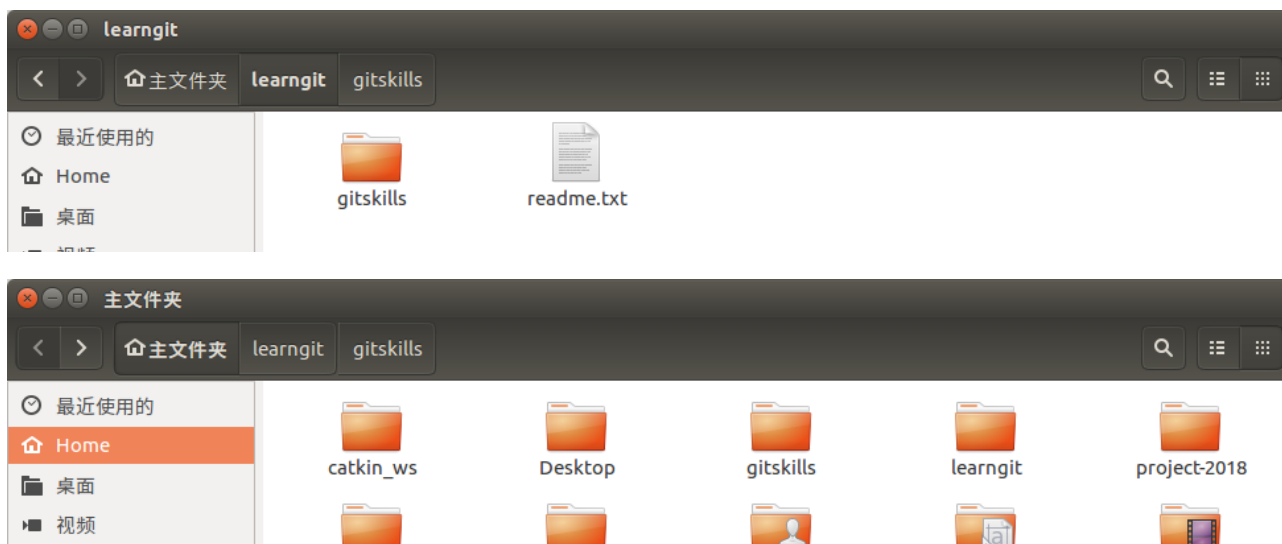 learngit
主文件夹 learngit gitskills
最近使用的
Home
桌面
gitskills readme.txt
主文件夹
主文件夹 learngit gitskills
最近使用的
Home
桌面
视频
catkin_ws Desktop gitskills learngit project-2018